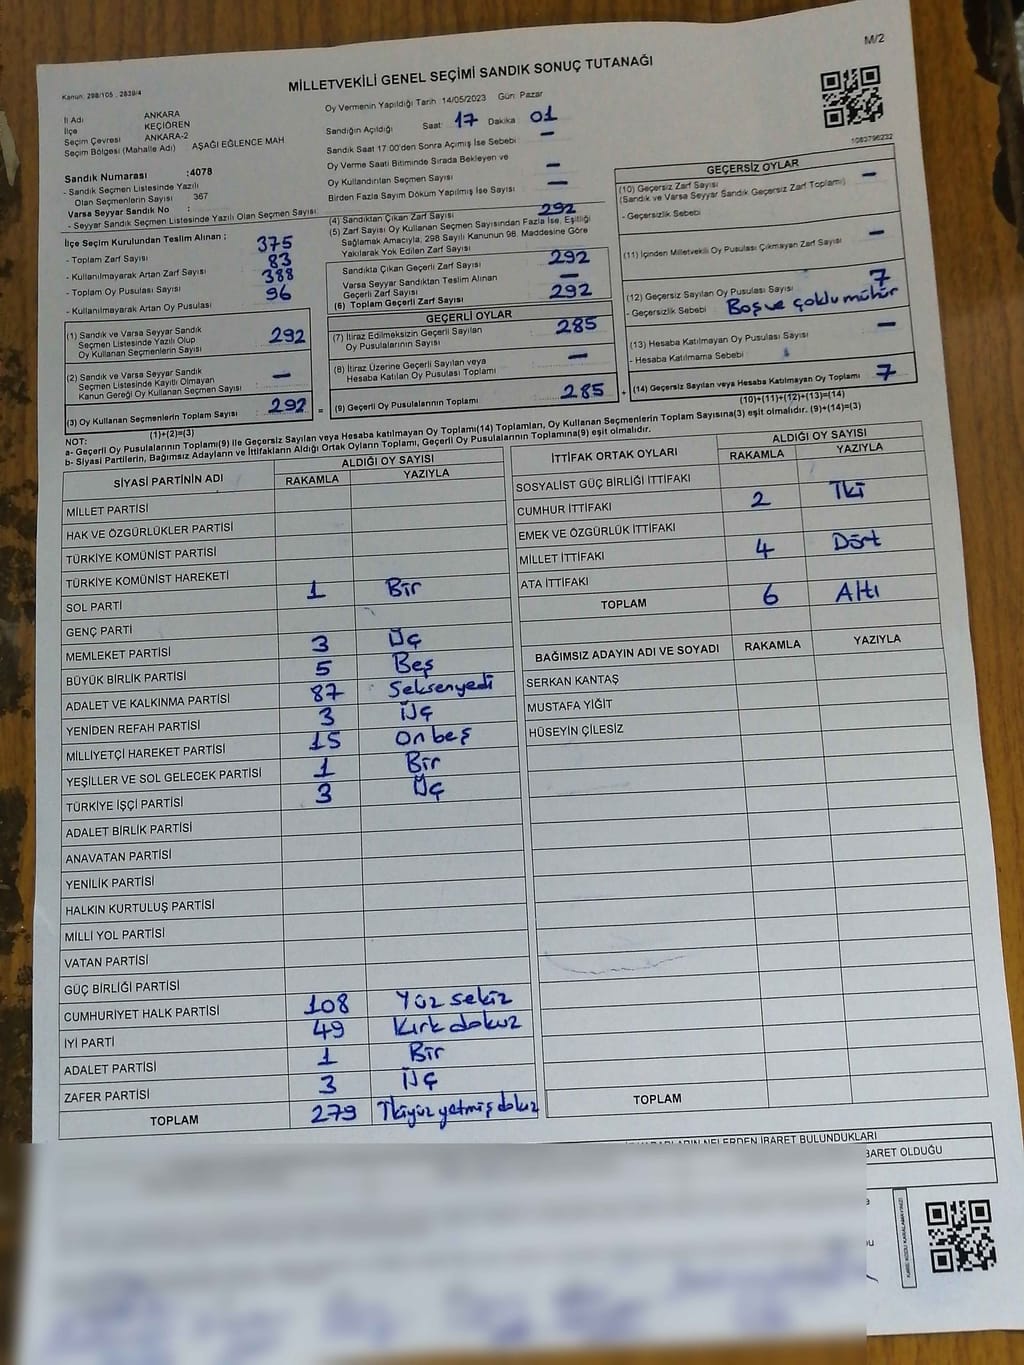 M/2
Kanun: 298/105 , 2839/4
MİLLETVEKİLİ GENEL SEÇİMİ SANDIK SONUÇ TUTANAĞI
İl Adı ANKARA
İlçe KEÇİÖREN
Seçim Çevresi ANKARA-2
Seçim Bölgesi (Mahalle Adı) AŞAĞI EĞLENCE MAH
Sandık Numarası :4078
- Sandık Seçmen Listesinde Yazılı
Olan Seçmenlerin Sayısı 367
Varsa Seyyar Sandık No :
- Seyyar Sandık Seçmen Listesinde Yazılı Olan Seçmen Sayısı:
İlçe Seçim Kurulundan Teslim Alınan :
- Toplam Zarf Sayısı 375
- Kullanılmayarak Artan Zarf Sayısı 83
- Toplam Oy Pusulası Sayısı 388
- Kullanılmayarak Artan Oy Pusulası 96
(1) Sandık ve Varsa Seyyar Sandık
Seçmen Listesinde Yazılı Olup
Oy Kullanan Seçmenlerin Sayısı 292
(2) Sandık ve Varsa Seyyar Sandık
Seçmen Listesinde Kayıtlı Olmayan
Kanun Gereği Oy Kullanan Seçmen Sayısı —
(3) Oy Kullanan Seçmenlerin Toplam Sayısı 292
(1)+(2)=(3)
Oy Vermenin Yapıldığı Tarih 14/05/2023 Gün: Pazar
Sandığın Açıldığı Saat: 17 Dakika 01
Sandık Saat 17:00'den Sonra Açımış İse Sebebi —
Oy Verme Saati Bitiminde Sırada Bekleyen ve
Oy Kullandırılan Seçmen Sayısı —
Birden Fazla Sayım Döküm Yapılmış İse Sayısı —
(4) Sandıktan Çıkan Zarf Sayısı 292
(5) Zarf Sayısı Oy Kullanan Seçmen Sayısından Fazla İse, Eşitliği
Sağlamak Amacıyla, 298 Sayılı Kanunun 98. Maddesine Göre
Yakılarak Yok Edilen Zarf Sayısı
Sandıkta Çıkan Geçerli Zarf Sayısı 292
Varsa Seyyar Sandıktan Teslim Alınan
Geçerli Zarf Sayısı —
(6) Toplam Geçerli Zarf Sayısı 292
GEÇERLİ OYLAR
(7) İtiraz Edilmeksizin Geçerli Sayılan
Oy Pusulalarının Sayısı 285
(8) İtiraz Üzerine Geçerli Sayılan veya
Hesaba Katılan Oy Pusulası Toplamı —
= (9) Geçerli Oy Pusulalarının Toplamı 285 +
1083796232
GEÇERSİZ OYLAR
(10) Geçersiz Zarf Sayısı —
(Sandık ve Varsa Seyyar Sandık Geçersiz Zarf Toplamı)
- Geçersizlik Sebebi
(11) İçinden Milletvekili Oy Pusulası Çıkmayan Zarf Sayısı —
(12) Geçersiz Sayılan Oy Pusulası Sayısı 7
- Geçersizlik Sebebi Boş ve çoklu mühür
(13) Hesaba Katılmayan Oy Pusulası Sayısı —
- Hesaba Katılmama Sebebi
(14) Geçersiz Sayılan veya Hesaba Katılmayan Oy Toplamı 7
(10)+(11)+(12)+(13)=(14)
NOT:
a- Geçerli Oy Pusulalarının Toplamı(9) ile Geçersiz Sayılan veya Hesaba katılmayan Oy Toplamı(14) Toplamları, Oy Kullanan Seçmenlerin Toplam Sayısına(3) eşit olmalıdır. (9)+(14)=(3)
b- Siyasi Partilerin, Bağımsız Adayların ve İttifakların Aldığı Ortak Oyların Toplamı, Geçerli Oy Pusulalarının Toplamına(9) eşit olmalıdır.
SİYASİ PARTİNİN ADI ALDIĞI OY SAYISI
RAKAMLA YAZIYLA
MİLLET PARTİSİ
HAK VE ÖZGÜRLÜKLER PARTİSİ
TÜRKİYE KOMÜNİST PARTİSİ
TÜRKİYE KOMÜNİST HAREKETİ
SOL PARTİ 1 Bir
GENÇ PARTİ
MEMLEKET PARTİSİ 3 Üç
BÜYÜK BİRLİK PARTİSİ 5 Beş
ADALET VE KALKINMA PARTİSİ 87 Seksenyedi
YENİDEN REFAH PARTİSİ 3 Üç
MİLLİYETÇİ HAREKET PARTİSİ 15 On beş
YEŞİLLER VE SOL GELECEK PARTİSİ 1 Bir
TÜRKİYE İŞÇİ PARTİSİ 3 Üç
ADALET BİRLİK PARTİSİ
ANAVATAN PARTİSİ
YENİLİK PARTİSİ
HALKIN KURTULUŞ PARTİSİ
MİLLİ YOL PARTİSİ
VATAN PARTİSİ
GÜÇ BİRLİĞİ PARTİSİ
CUMHURİYET HALK PARTİSİ 108 Yüz sekiz
İYİ PARTİ 49 Kırk dokuz
ADALET PARTİSİ 1 Bir
ZAFER PARTİSİ 3 Üç
TOPLAM 279 İkiyüz yetmiş dokuz
İTTİFAK ORTAK OYLARI ALDIĞI OY SAYISI
RAKAMLA YAZIYLA
SOSYALİST GÜÇ BİRLİĞİ İTTİFAKI
CUMHUR İTTİFAKI 2 İki
EMEK VE ÖZGÜRLÜK İTTİFAKI
MİLLET İTTİFAKI 4 Dört
ATA İTTİFAKI
TOPLAM 6 Altı
BAĞIMSIZ ADAYIN ADI VE SOYADI RAKAMLA YAZIYLA
SERKAN KANTAŞ
MUSTAFA YİĞİT
HÜSEYİN ÇİLESİZ
TOPLAM
NELERDEN İBARET BULUNDUKLARI
BARET OLDUĞU